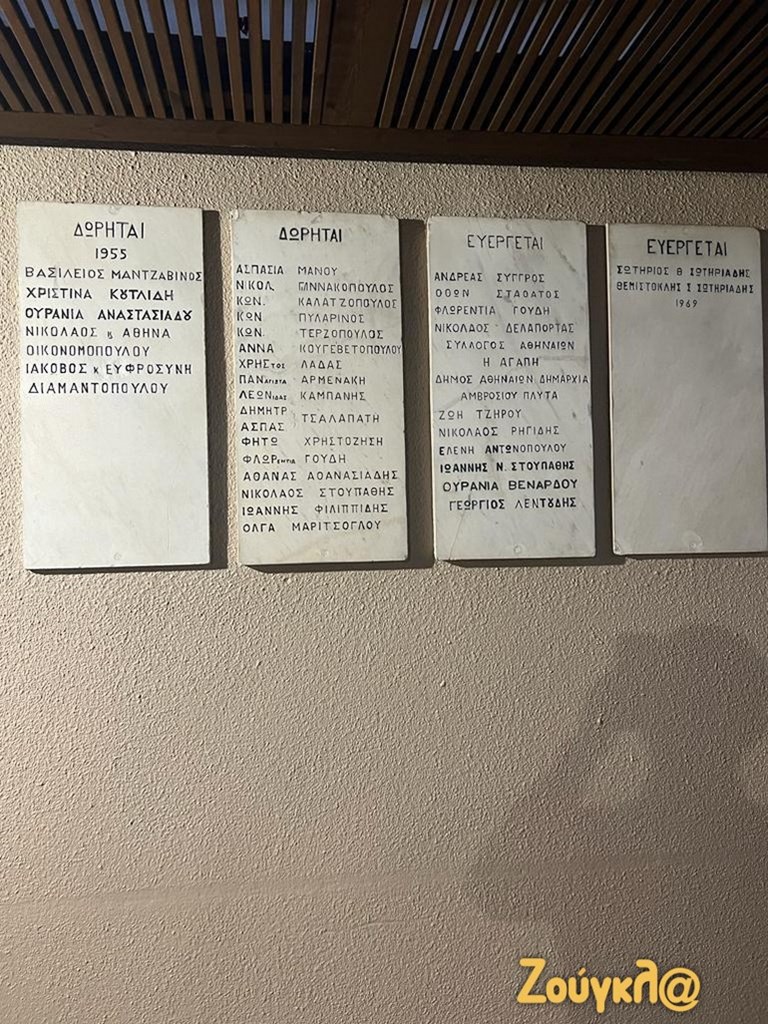 ΔΩΡΗΤΑΙ
1955
ΒΑΣΙΛΕΙΟΣ ΜΑΝΤΖΑΒΙΝΟΣ
ΧΡΙΣΤΙΝΑ ΚΥΤΛΙΔΗ
ΟΥΡΑΝΙΑ ΑΝΑΣΤΑΣΙΑΔΥ
ΝΙΚΟΛΑΟΣ & ΑΘΗΝΑ
ΟΙΚΟΝΟΜΟΠΟΥΛΟΥ
ΙΑΚΩΒΟΣ κ ΕΥΦΡΟΣΥΝΗ
ΔΙΑΜΑΝΤΟΠΟΥΛΟΥ
ΔΩΡΗΤΑΙ
ΑΣΠΑΣΙΑ ΜΑΝΟΥ
ΝΙΚΟΛ. ΓΙΑΝΝΑΚΟΠΟΥΛΟΣ
ΚΩΝ. ΚΑΛΑΤΖΟΠΟΥΛΟΣ
ΚΩΝ ΠΥΛΑΡΙΝΟΣ
ΚΩΝ. ΤΕΡΖΟΠΟΥΛΟΣ
ΑΝΝΑ ΚΟΥΓΕΒΕΤΟΠΟΥΛΟΥ
ΧΡΗΣΤΟΣ ΛΑΔΑΣ
ΠΑΝΑΓΙΩΤΑ ΑΡΜΕΝΑΚΗ
ΛΕΩΝΙΔΑΣ ΚΑΜΠΑΝΗΣ
ΔΗΜΗΤΡ
ΑΣΠΑΣ ΤΣΑΛΑΠΑΤΗ
ΦΗΤΩ ΧΡΗΣΤΟΖΗΣΗ
ΦΛΩΡΕΝΤΙΑ ΓΟΥΔΗ
ΑΘΑΝΑΣ ΑΘΑΝΑΣΙΑΔΗΣ
ΝΙΚΟΛΑΟΣ ΣΤΟΥΠΑΘΗΣ
ΙΩΑΝΝΗΣ ΦΙΛΙΠΠΙΔΗΣ
ΟΛΓΑ ΜΑΡΙΤΣΟΓΛΟΥ
ΕΥΕΡΓΕΤΑΙ
ΑΝΔΡΕΑΣ ΣΥΓΓΡΟΣ
ΟΘΩΝ ΣΤΑΘΑΤΟΣ
ΦΛΩΡΕΝΤΙΑ ΓΟΥΔΗ
ΝΙΚΟΛΑΟΣ ΔΕΛΑΠΟΡΤΑΣ
ΣΥΛΛΟΓΟΣ ΑΘΗΝΑΙΩΝ
Η ΑΓΑΠΗ
ΔΗΜΟΣ ΑΘΗΝΑΙΩΝ ΔΗΜΑΡΧΙΑ
ΑΜΒΡΟΣΙΟΥ ΠΛΥΤΑ
ΖΩΗ ΤΖΗΡΟΥ
ΝΙΚΟΛΑΟΣ ΡΗΓΙΔΗΣ
ΕΛΕΝΗ ΑΝΤΩΝΟΠΟΥΛΟΥ
ΙΩΑΝΝΗΣ Ν. ΣΤΟΥΠΑΘΗΣ
ΟΥΡΑΝΙΑ ΒΕΝΑΡΔΟΥ
ΓΕΩΡΓΙΟΣ ΛΕΝΤΥΔΗΣ
ΕΥΕΡΓΕΤΑΙ
ΣΩΤΗΡΙΟΣ Θ ΣΩΤΗΡΙΑΔΗΣ
ΘΕΜΙΣΤΟΚΛΗΣ Σ ΣΩΤΗΡΙΑΔΗΣ
1969
Ζούγκλ@